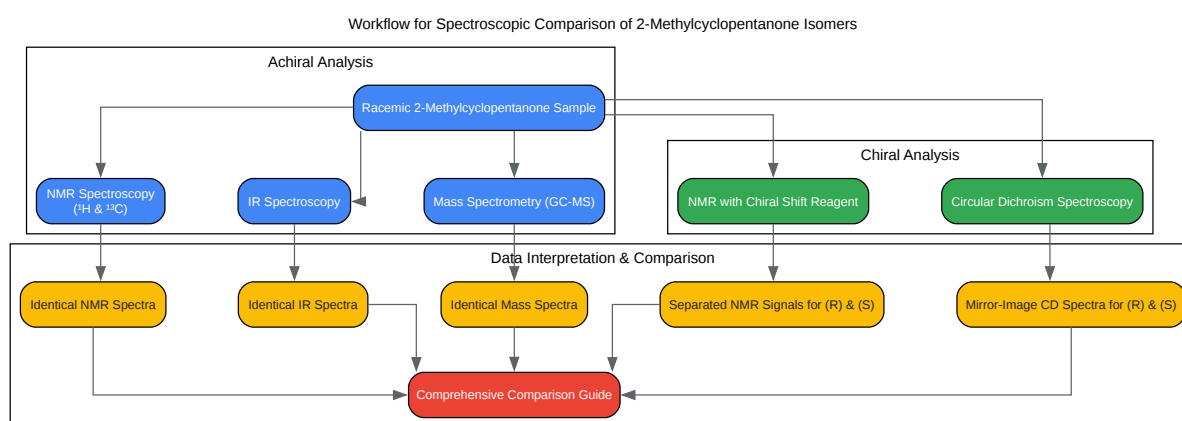 Workflow for Spectroscopic Comparison of 2-Methylcyclopentanone Isomers
Achiral Analysis
Racemic 2-Methylcyclopentanone Sample
Chiral Analysis
NMR Spectroscopy
(¹H & ¹³C)
IR Spectroscopy
Mass Spectrometry (GC-MS)
NMR with Chiral Shift Reagent
Circular Dichroism Spectroscopy
Data Interpretation & Comparison
Identical NMR Spectra
Identical IR Spectra
Identical Mass Spectra
Separated NMR Signals for (R) & (S)
Mirror-Image CD Spectra for (R) & (S)
Comprehensive Comparison Guide